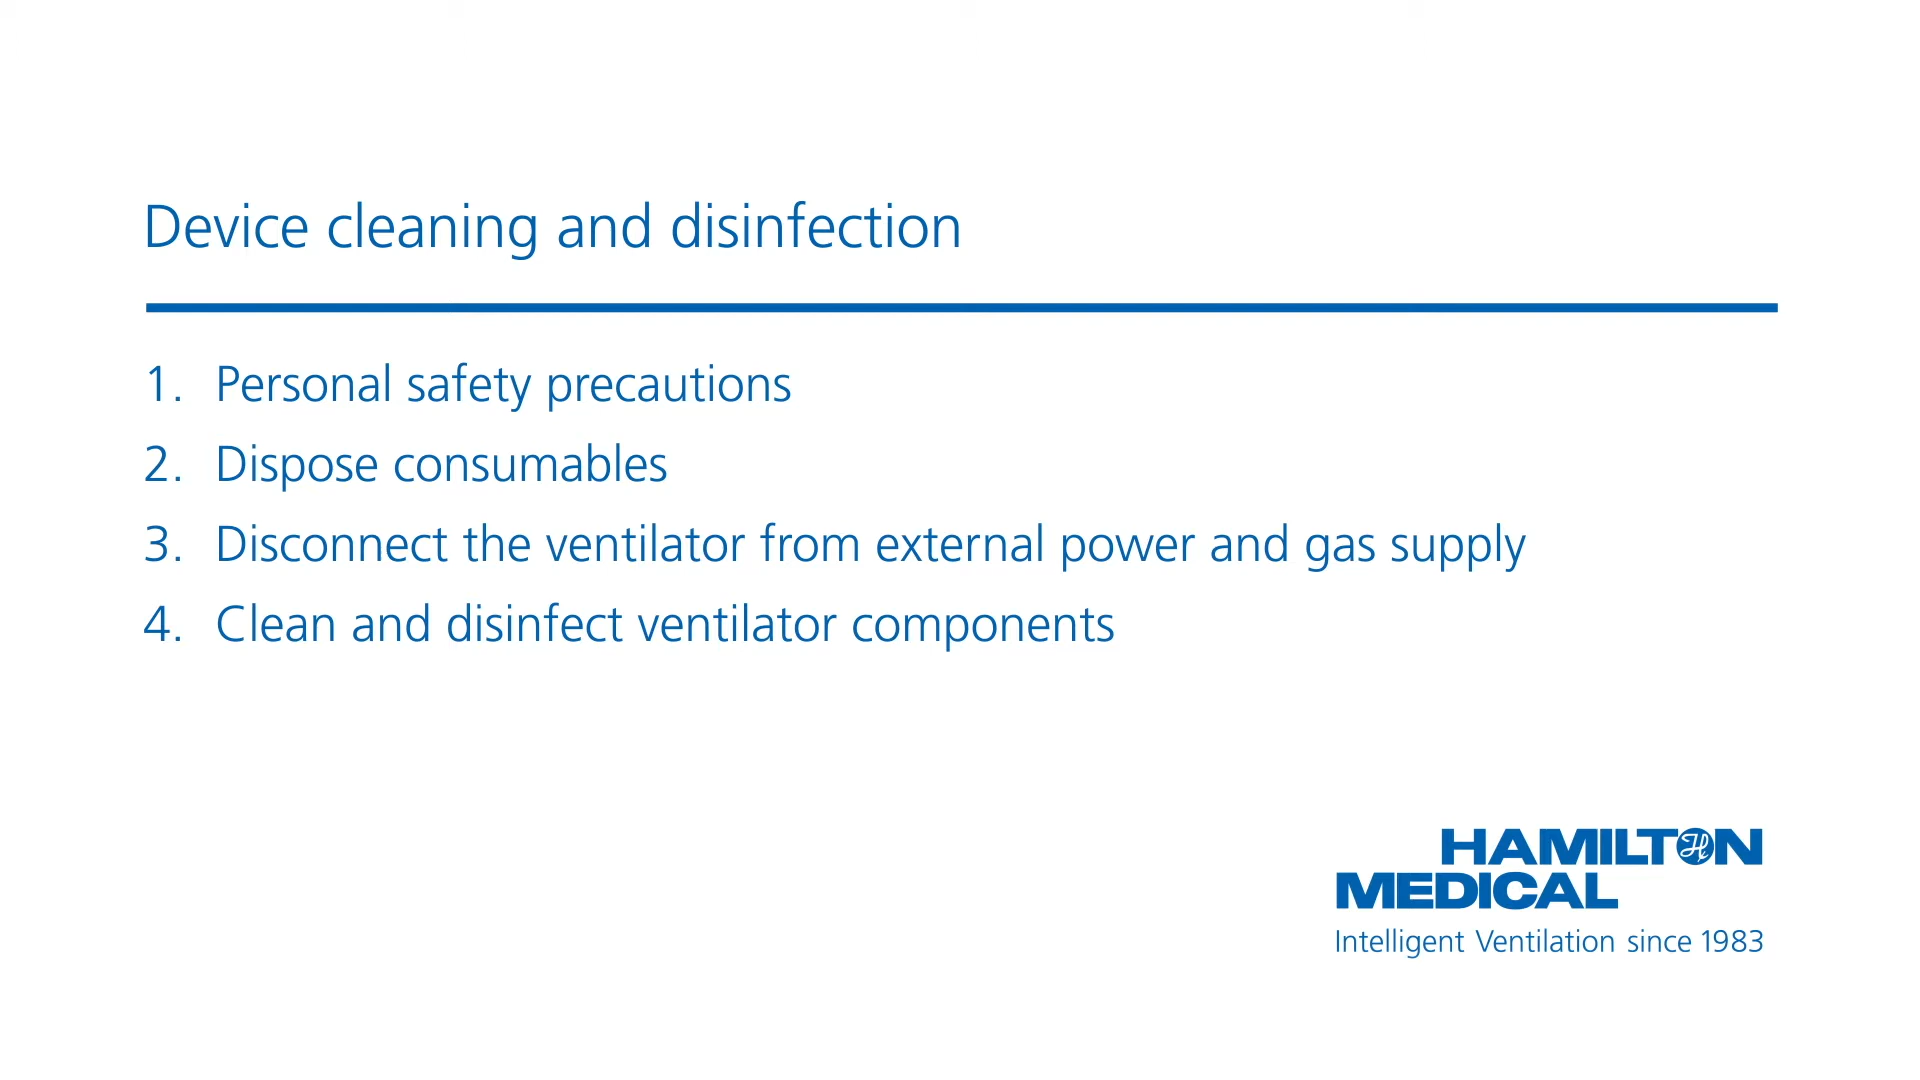 Device cleaning and disinfection
1. Personal safety precautions
2. Dispose consumables
3. Disconnect the ventilator from external power and gas supply
4. Clean and disinfect ventilator components
HAMILTON
MEDICAL
Intelligent Ventilation since 1983